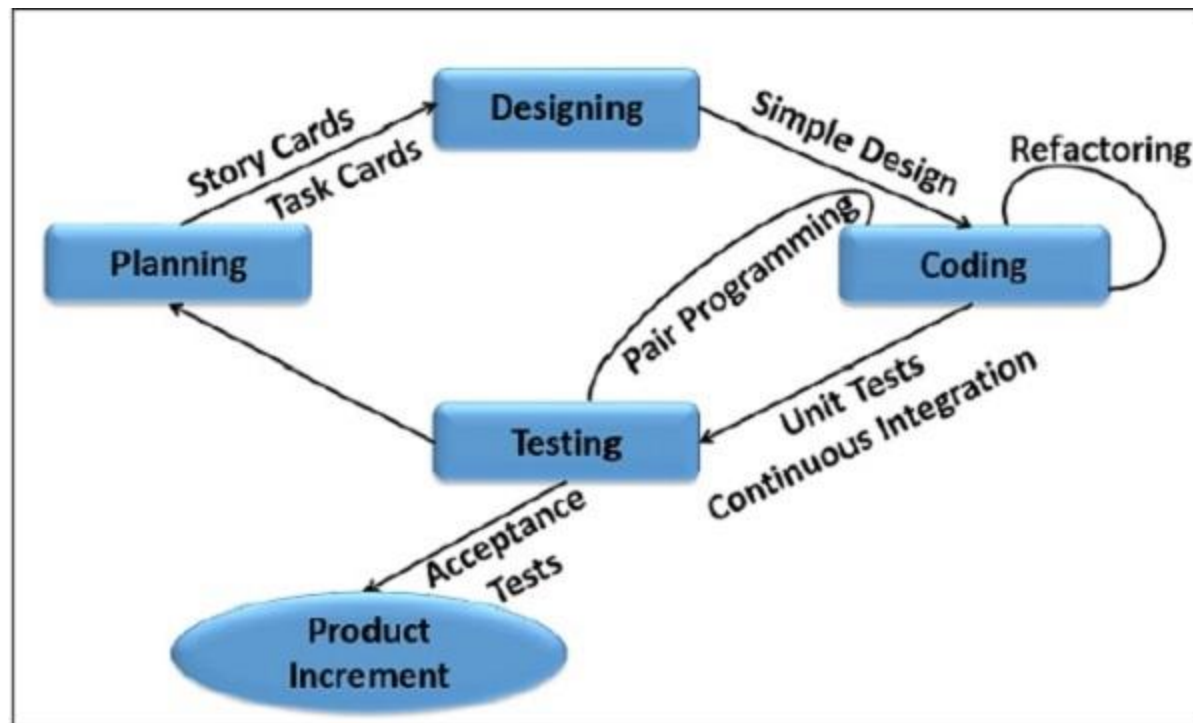 Designing
Story Cards
Task Cards
Simple Design
Refactoring
Planning
Pair Programming
Coding
Unit Tests
Continuous Integration
Testing
Acceptance
Tests
Product
Increment